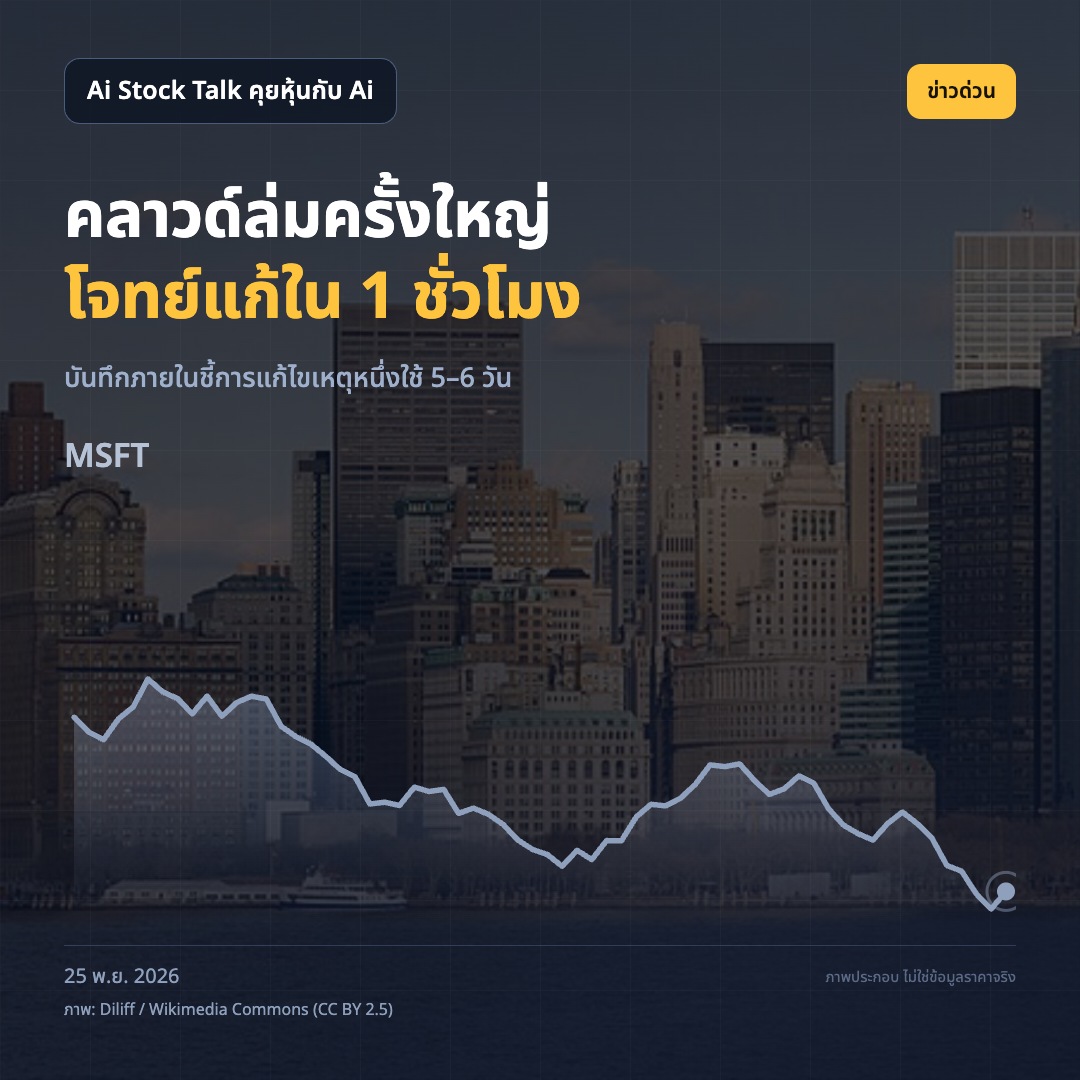 Ai Stock Talk คุยหุ้นกับ Ai
ข่าวด่วน
คลาวด์ล่มครั้งใหญ่
โจทย์แก้ใน 1 ชั่วโมง
บันทึกภายในชี้การแก้ไขเหตุหนึ่งใช้ 5–6 วัน
MSFT
25 พ.ย. 2026
ภาพประกอบ ไม่ใช่ข้อมูลราคาจริง
ภาพ: Diliff / Wikimedia Commons (CC BY 2.5)